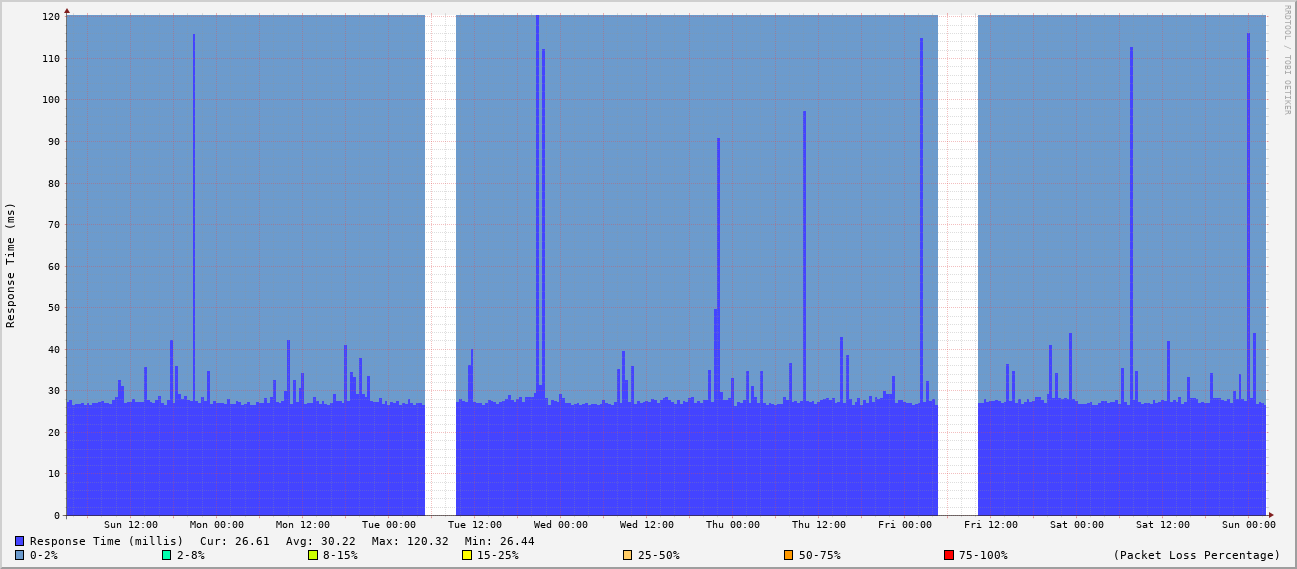 RRDTOOL / TOBI OETIKER
Response Time (ms)
120
110
100
90
80
70
60
50
40
30
20
10
0
Sun 12:00 Mon 00:00 Mon 12:00 Tue 00:00 Tue 12:00 Wed 00:00 Wed 12:00 Thu 00:00 Thu 12:00 Fri 00:00 Fri 12:00 Sat 00:00 Sat 12:00 Sun 00:00
Response Time (millis) Cur: 26.61 Avg: 30.22 Max: 120.32 Min: 26.44
0-2% 2-8% 8-15% 15-25% 25-50% 50-75% 75-100% (Packet Loss Percentage)